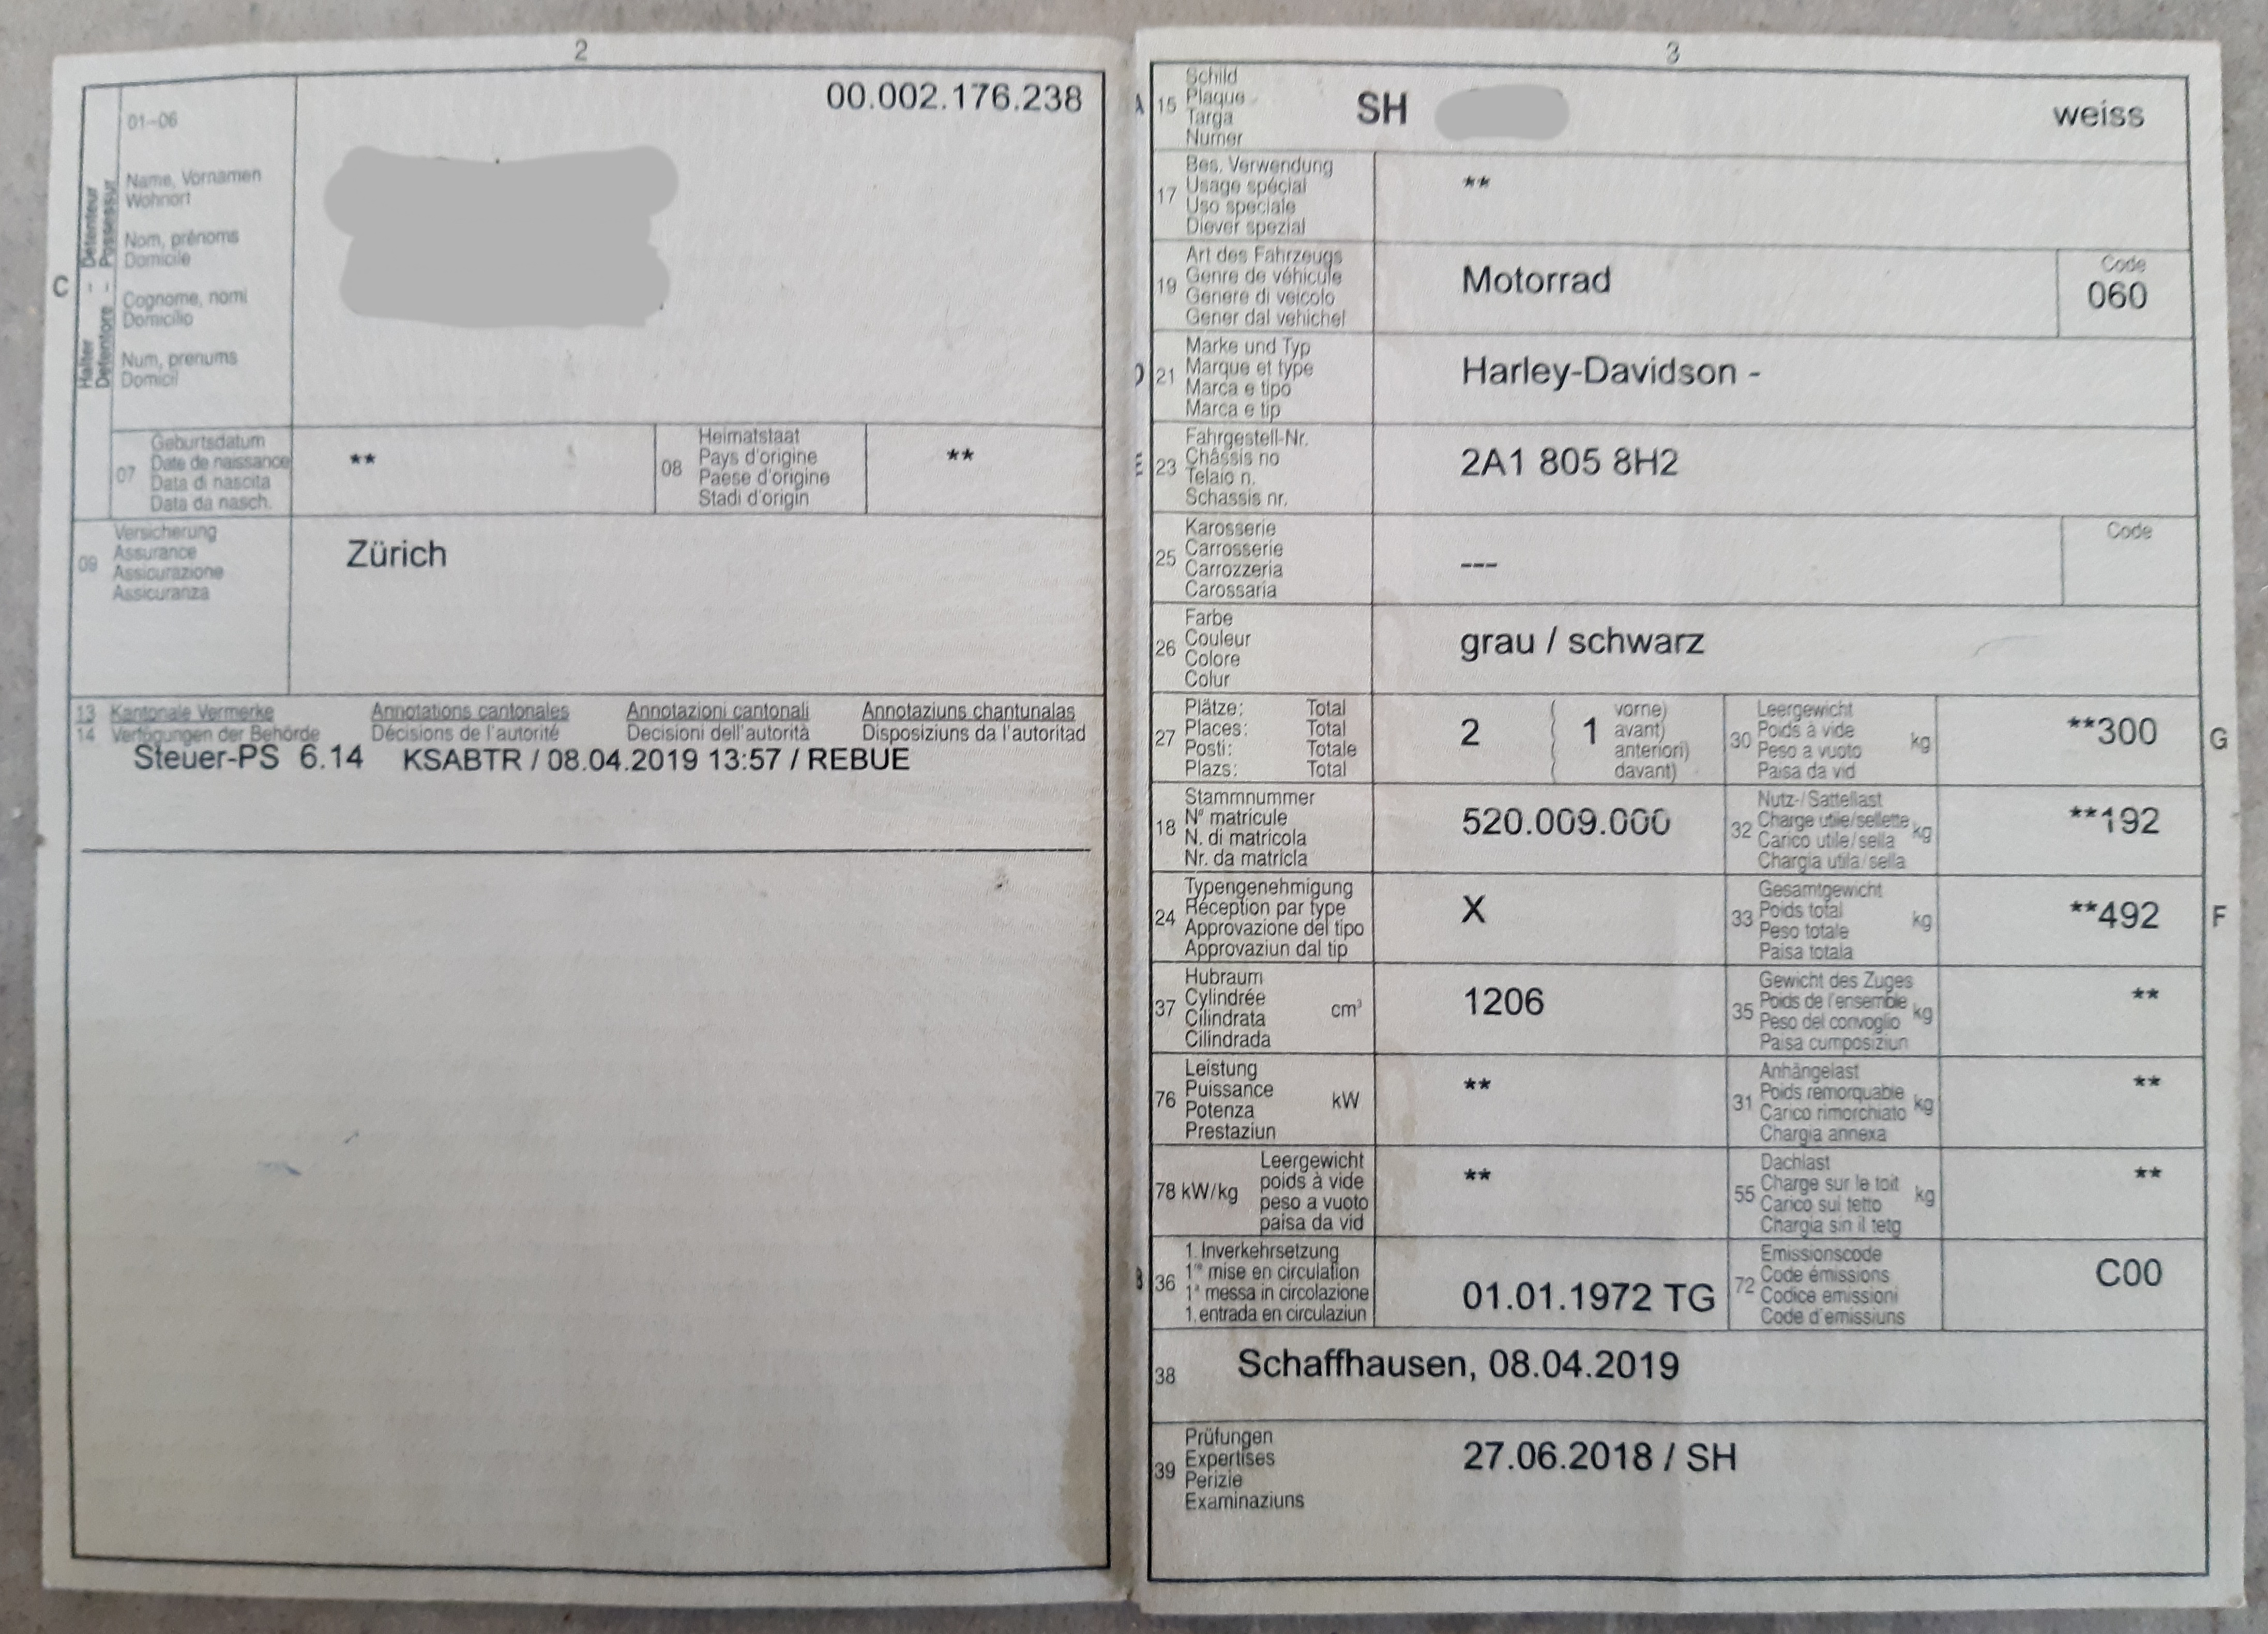 2
00.002.176.238
01–06
Name, Vornamen
Wohnort
Nom, prénoms
Domicile
Cognome, nomi
Domicilio
Num, prenums
Domicil
C
Halter – Détenteur
Detentore – Possessur
07
Geburtsdatum
Date de naissance
Data di nascita
Data da nasch.
**
08
Heimatstaat
Pays d'origine
Paese d'origine
Stadi d'origin
**
09
Versicherung
Assurance
Assicurazione
Assicuranza
Zürich
13 Kantonale Vermerke Annotations cantonales Annotazioni cantonali Annotaziuns chantunalas
14 Verfügungen der Behörde Décisions de l'autorité Decisioni dell'autorità Disposiziuns da l'autoritad
Steuer-PS 6.14 KSABTR / 08.04.2019 13:57 / REBUE
3
A
15
Schild
Plaque
Targa
Numer
SH
weiss
17
Bes. Verwendung
Usage spécial
Uso speciale
Diever spezial
**
19
Art des Fahrzeugs
Genre de véhicule
Genere di veicolo
Gener dal vehichel
Motorrad
Code
060
D
21
Marke und Typ
Marque et type
Marca e tipo
Marca e tip
Harley-Davidson -
E
23
Fahrgestell-Nr.
Châssis no
Telaio n.
Schassis nr.
2A1 805 8H2
25
Karosserie
Carrosserie
Carrozzeria
Carossaria
---
Code
26
Farbe
Couleur
Colore
Colur
grau / schwarz
27
Plätze: Total
Places: Total
Posti: Totale
Plazs: Total
2
1
vorne)
avant)
anteriori)
davant)
30
Leergewicht
Poids à vide
Peso a vuoto
Paisa da vid
kg
**300
G
18
Stammnummer
N° matricule
N. di matricola
Nr. da matricla
520.009.000
32
Nutz-/Sattellast
Charge utile/sellette
Carico utile/sella
Chargia utila/sella
kg
**192
24
Typengenehmigung
Réception par type
Approvazione del tipo
Approvaziun dal tip
X
33
Gesamtgewicht
Poids total
Peso totale
Paisa totala
kg
**492
F
37
Hubraum
Cylindrée
Cilindrata
Cilindrada
cm³
1206
35
Gewicht des Zuges
Poids de l'ensemble
Peso del convoglio
Paisa cumposiziun
kg
**
76
Leistung
Puissance
Potenza
Prestaziun
kW
**
31
Anhängelast
Poids remorquable
Carico rimorchiato
Chargia annexa
kg
**
78 kW/kg
Leergewicht
poids à vide
peso a vuoto
paisa da vid
**
55
Dachlast
Charge sur le toit
Carico sul tetto
Chargia sin il tetg
kg
**
B
36
1. Inverkehrsetzung
1re mise en circulation
1a messa in circolazione
1. entrada en circulaziun
01.01.1972 TG
72
Emissionscode
Code émissions
Codice emissioni
Code d'emissiuns
C00
38
Schaffhausen, 08.04.2019
39
Prüfungen
Expertises
Perizie
Examinaziuns
27.06.2018 / SH